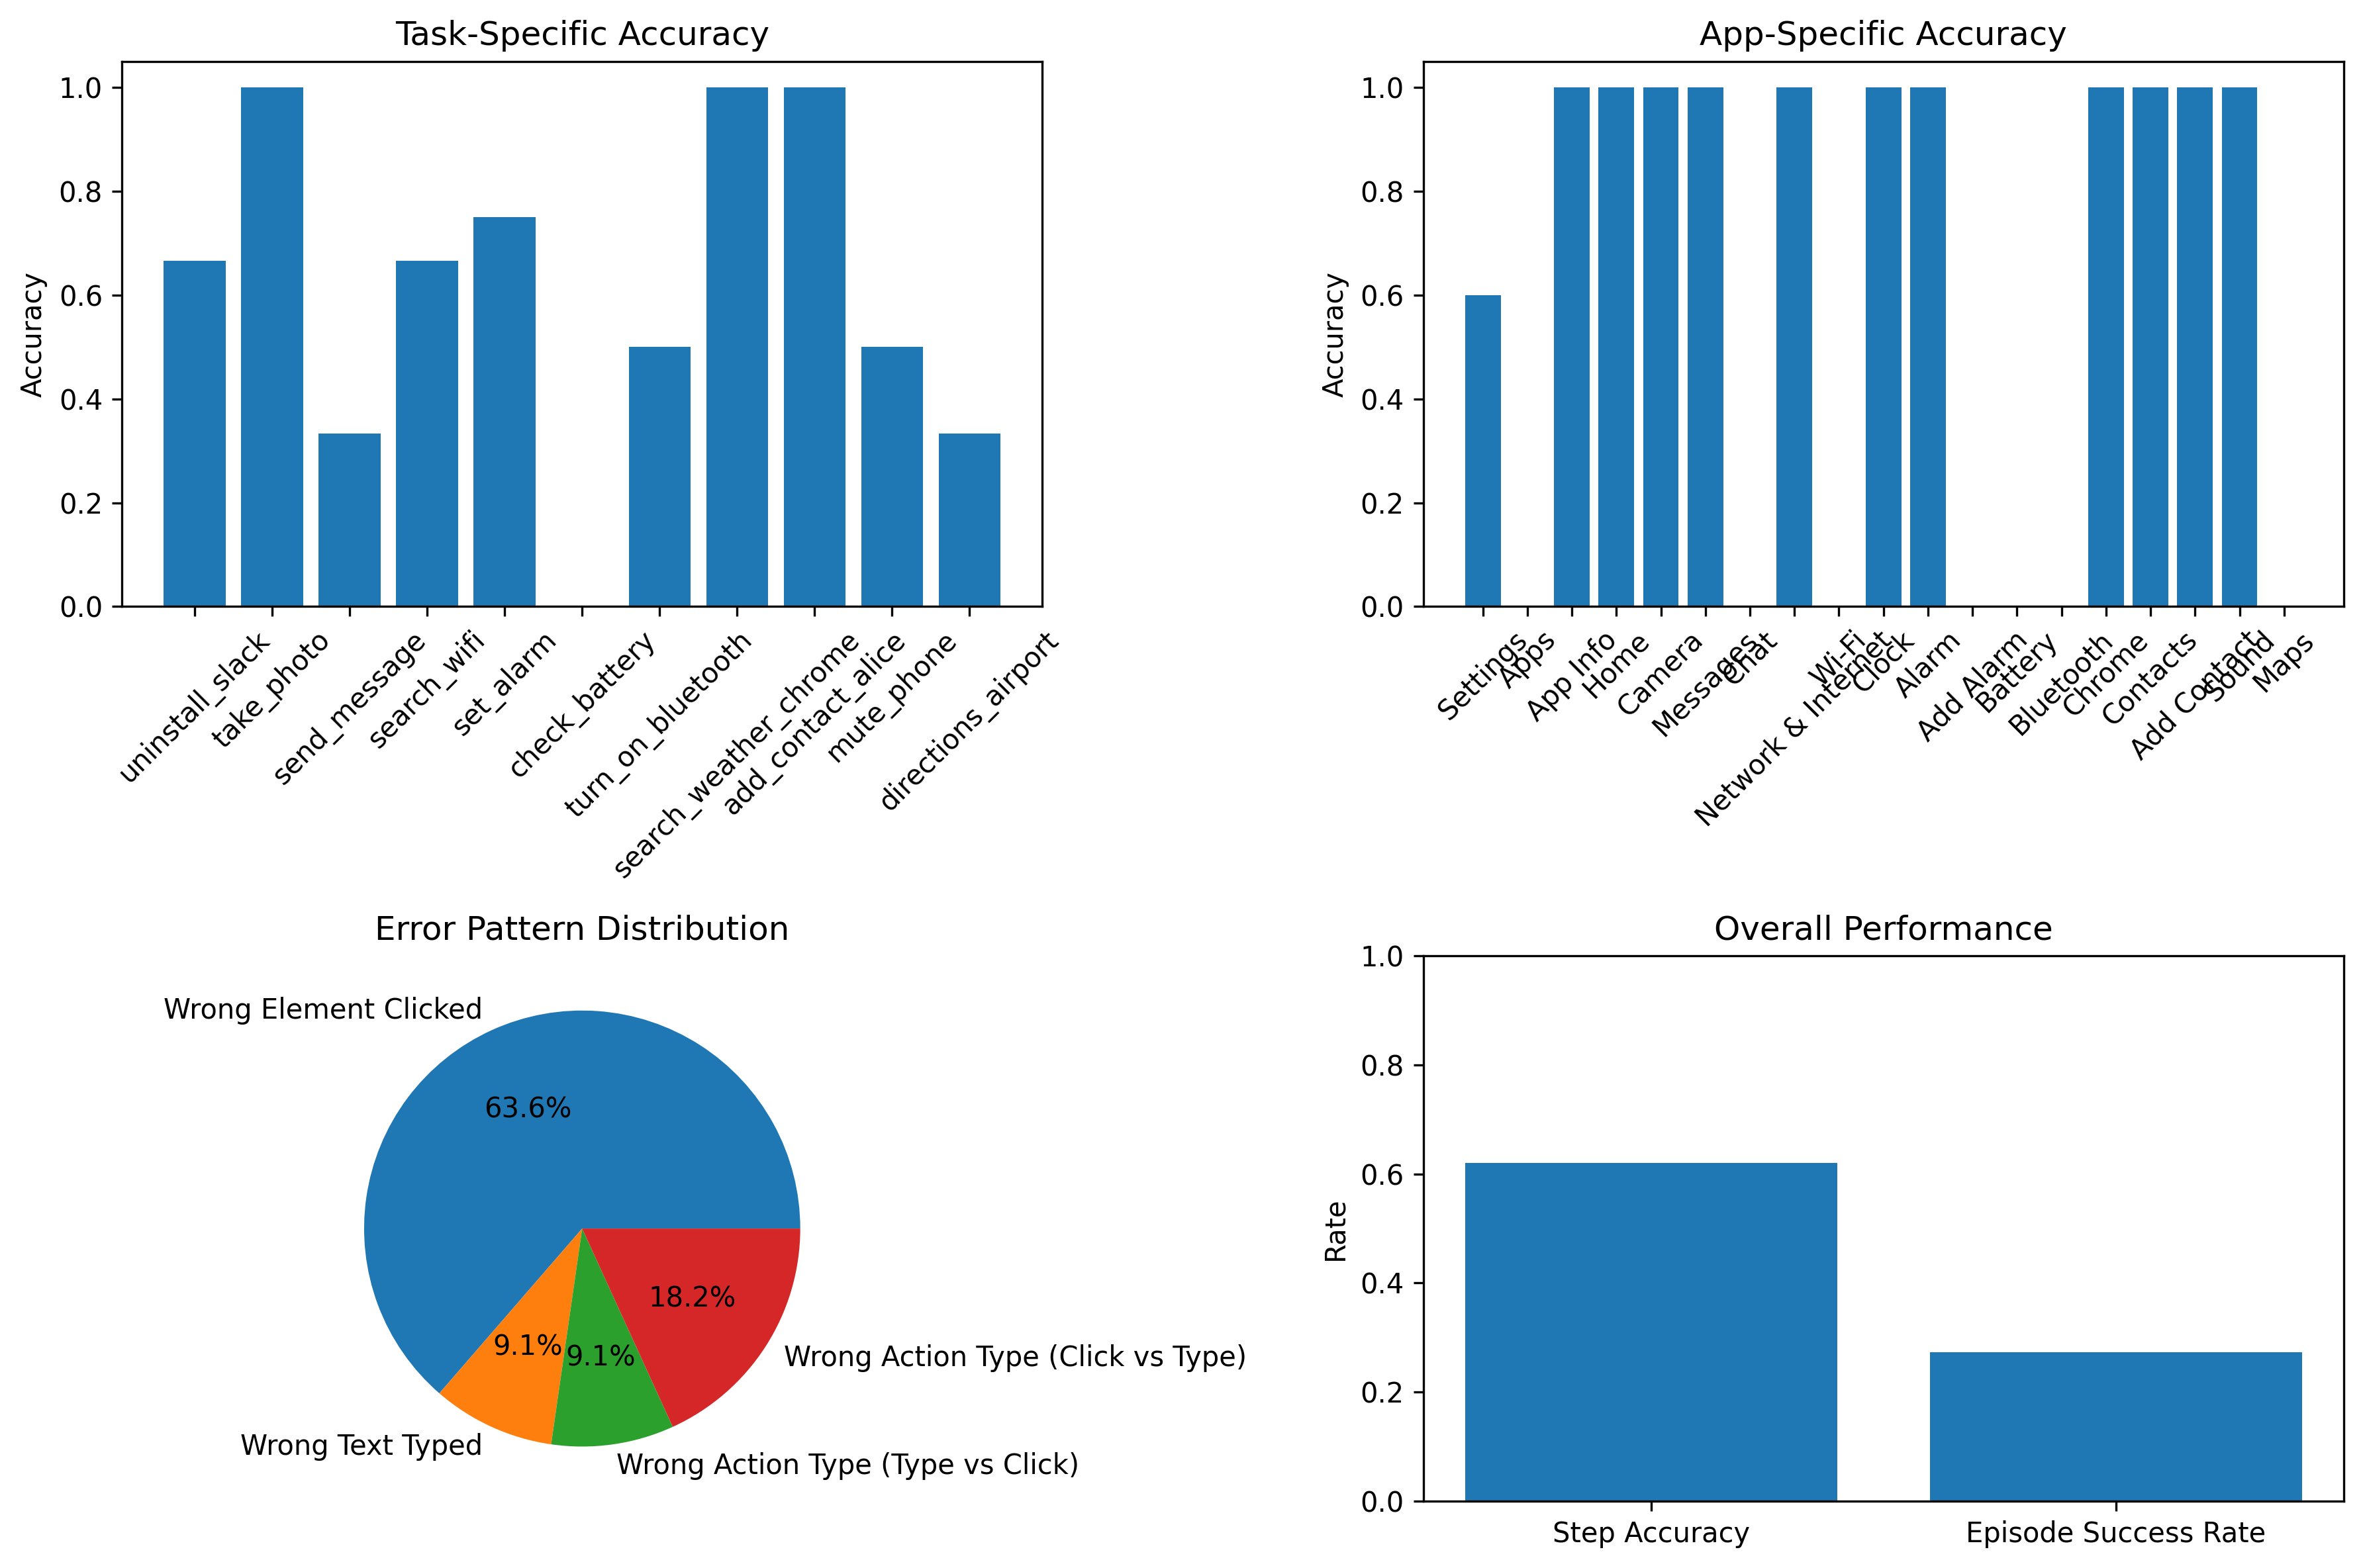 Task-Specific Accuracy
Accuracy
1.0
0.8
0.6
0.4
0.2
0.0
uninstall_slack
take_photo
send_message
search_wifi
set_alarm
check_battery
turn_on_bluetooth
search_weather_chrome
add_contact_alice
mute_phone
directions_airport
App-Specific Accuracy
Accuracy
1.0
0.8
0.6
0.4
0.2
0.0
Settings
Apps
App Info
Home
Camera
Messages
Chat
Network & Internet
Wi-Fi
Clock
Alarm
Add Alarm
Battery
Bluetooth
Chrome
Contacts
Add Contact
Sound
Maps
Error Pattern Distribution
Wrong Element Clicked
63.6%
18.2%
9.1%
9.1%
Wrong Action Type (Click vs Type)
Wrong Text Typed
Wrong Action Type (Type vs Click)
Overall Performance
Rate
1.0
0.8
0.6
0.4
0.2
0.0
Step Accuracy
Episode Success Rate